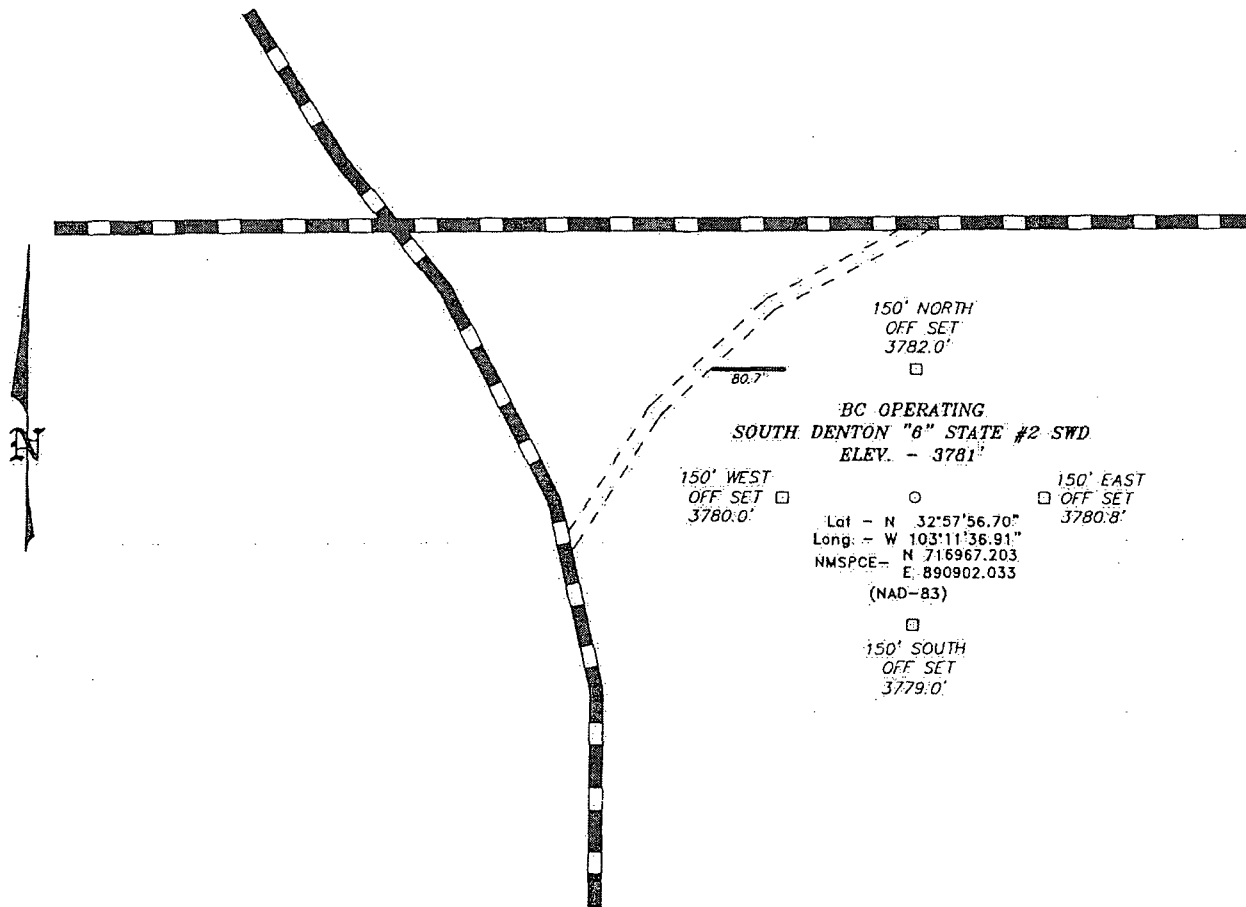 150' NORTH
OFF SET
3782.0'
80.7'
BC OPERATING
SOUTH DENTON "6" STATE #2 SWD
ELEV. - 3781'
150' WEST
OFF SET
3780.0'
150' EAST
OFF SET
3780.8'
Lat - N 32°57'56.70"
Long - W 103°11'36.91"
NMSPCE- N 716967.203
E 890902.033
(NAD-83)
150' SOUTH
OFF SET
3779.0'
N